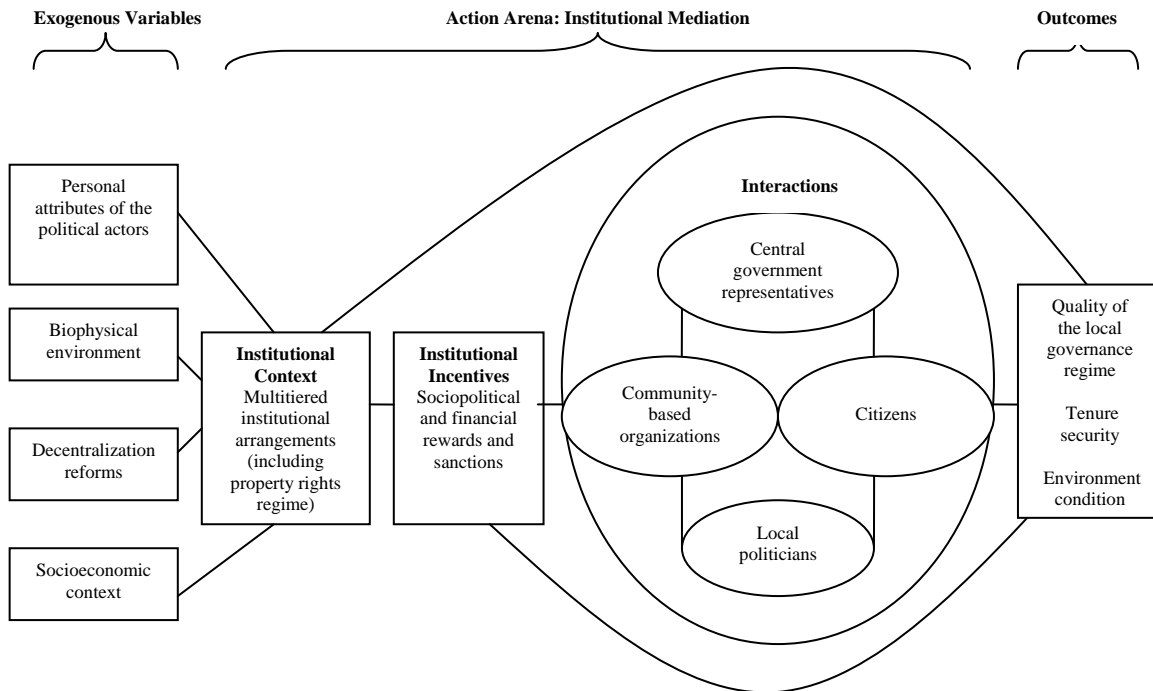 Exogenous Variables
Action Arena: Institutional Mediation
Outcomes
Personal
attributes of the
political actors
Biophysical
environment
Decentralization
reforms
Socioeconomic
context
Institutional
Context
Multitiered
institutional
arrangements
(including
property rights
regime)
Institutional
Incentives
Sociopolitical
and financial
rewards and
sanctions
Interactions
Central
government
representatives
Community-
based
organizations
Citizens
Local
politicians
Quality of
the local
governance
regime
Tenure
security
Environment
condition